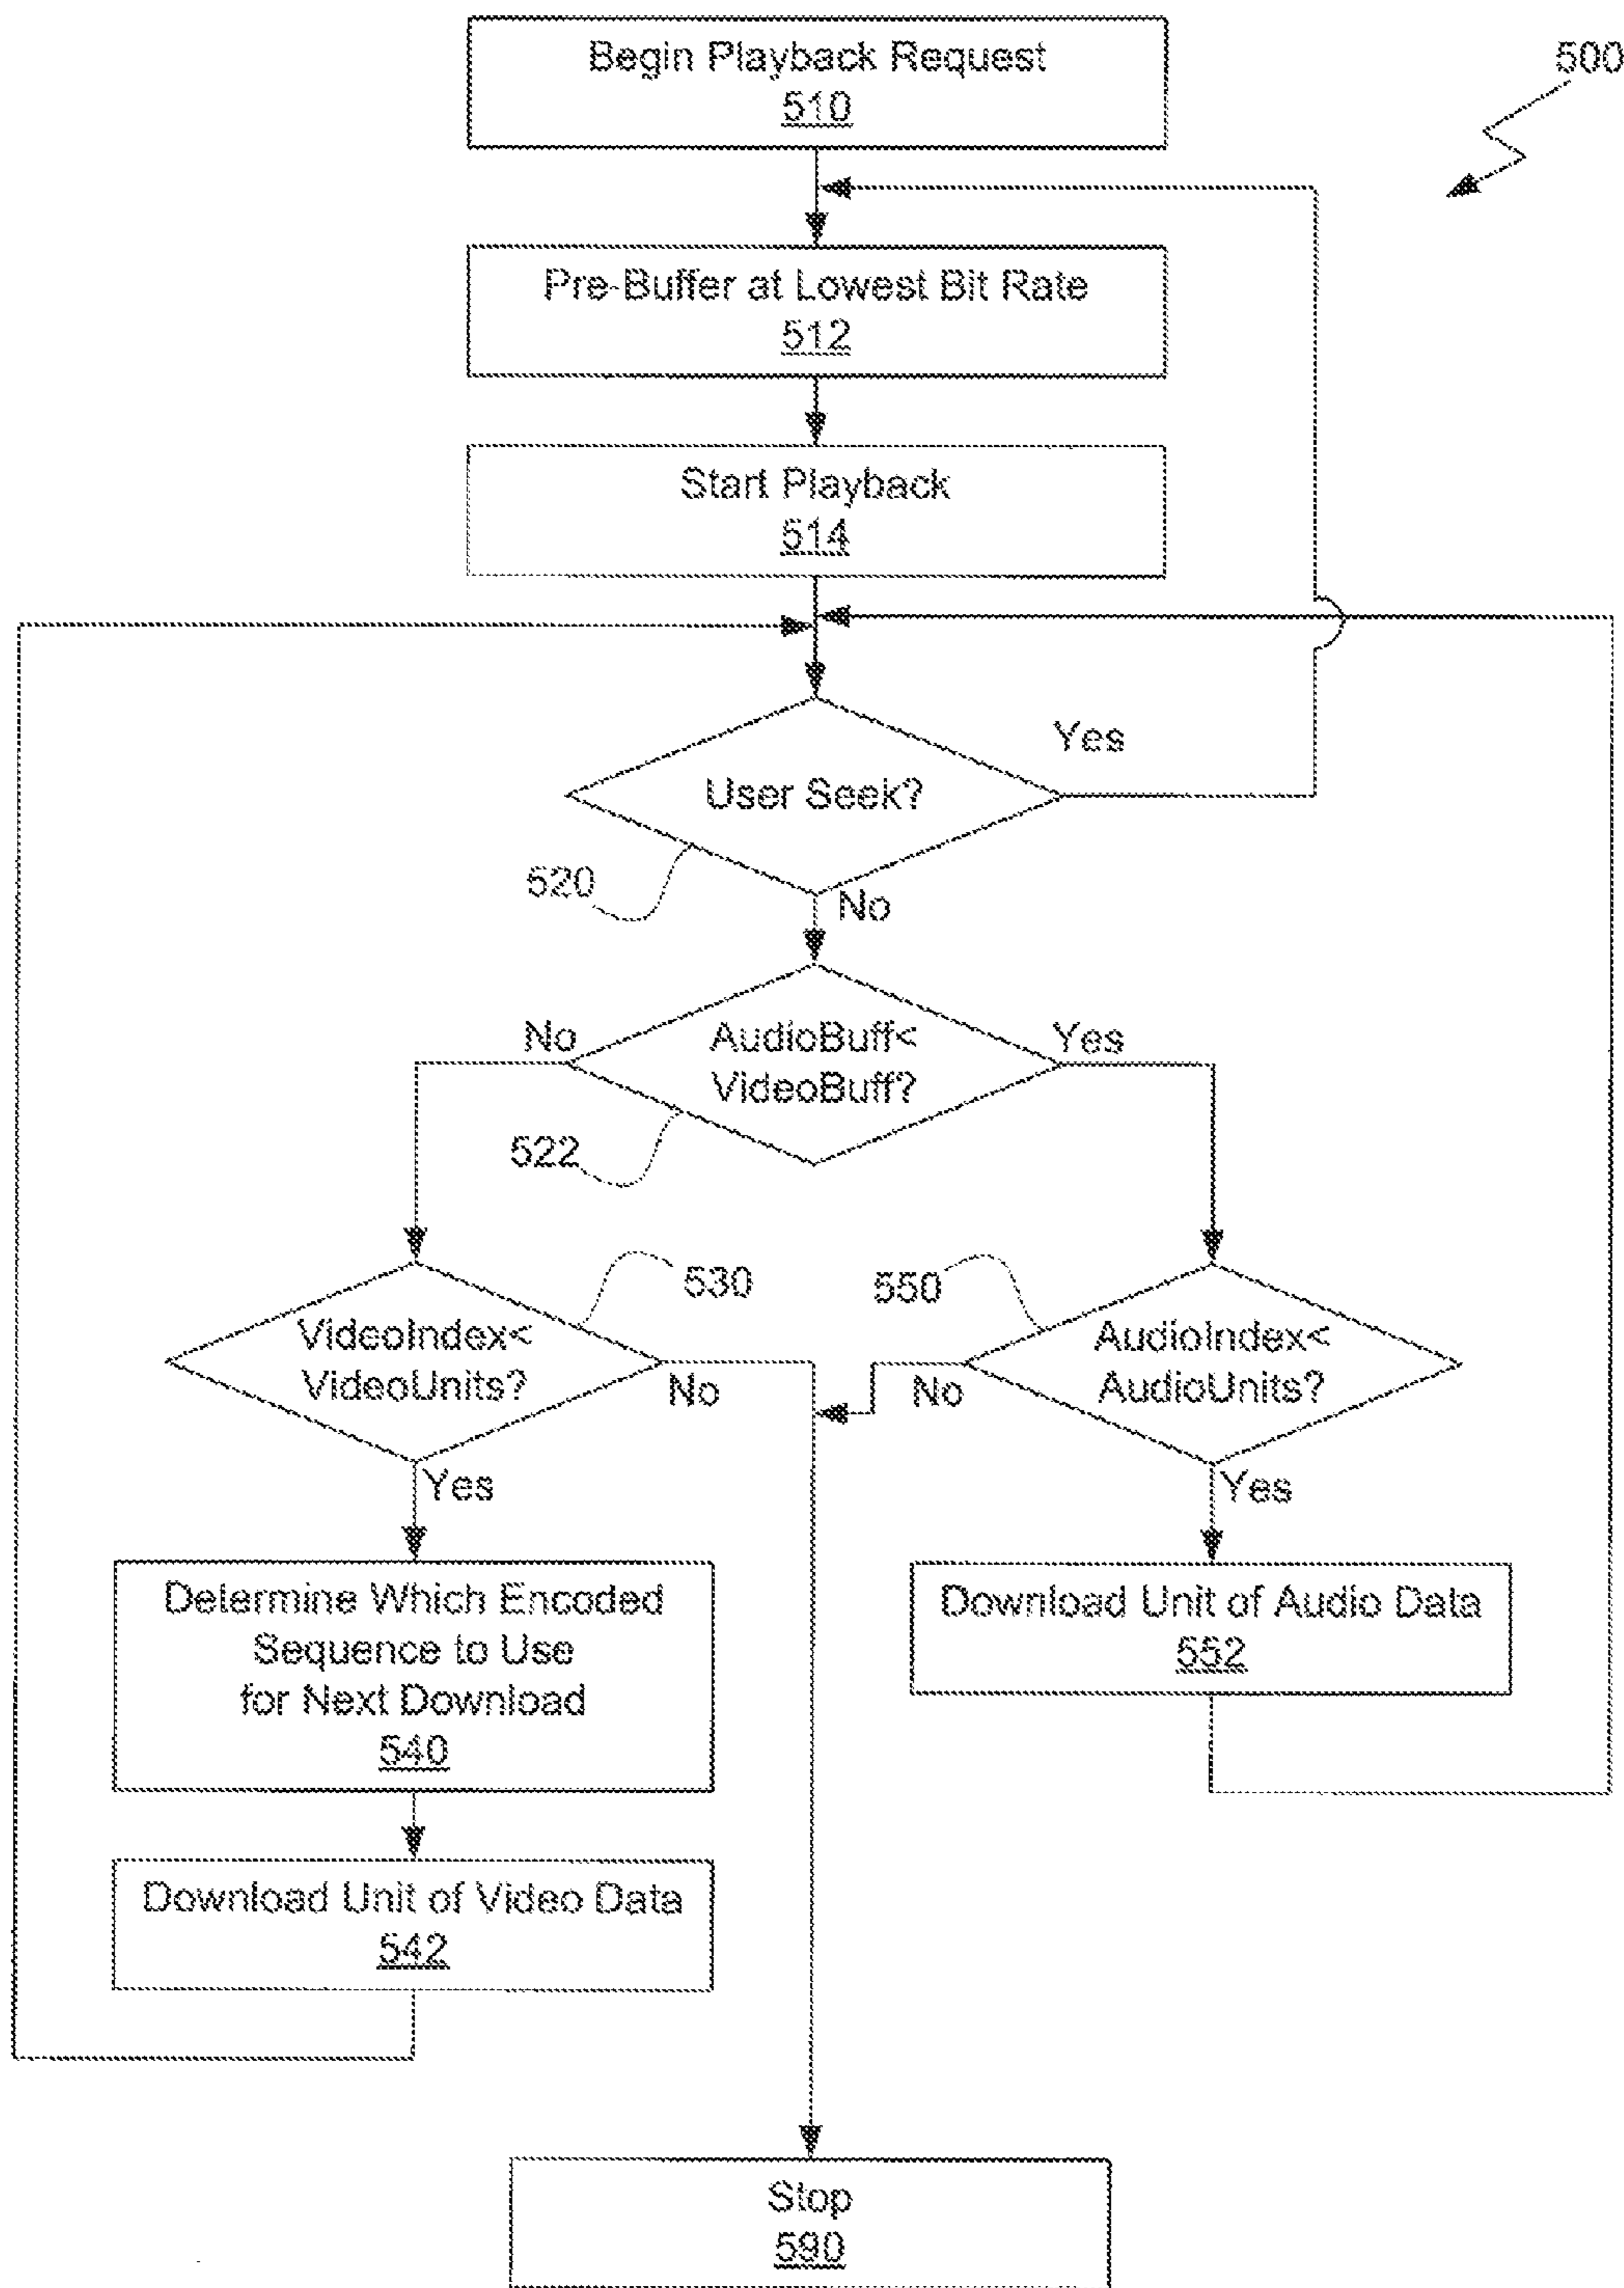 Begin Playback Request
510
500
Pre-Buffer at Lowest Bit Rate
512
Start Playback
514
User Seek?
Yes
520
No
AudioBuff<
VideoBuff?
No
Yes
522
VideoIndex<
VideoUnits?
530
No
Yes
550
AudioIndex<
AudioUnits?
No
Yes
Determine Which Encoded
Sequence to Use
for Next Download
540
Download Unit of Audio Data
552
Download Unit of Video Data
542
Stop
590